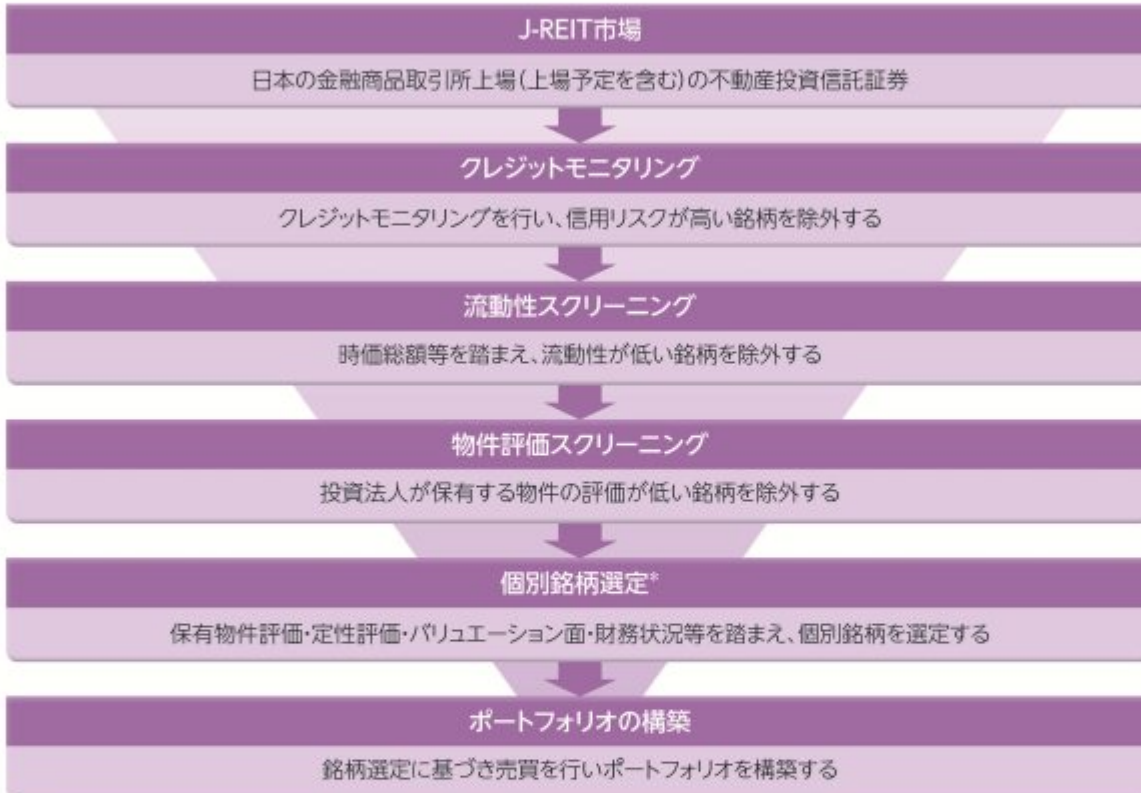 J-REIT市場
日本の金融商品取引所上場(上場予定を含む)の不動産投資信託証券
クレジットモニタリング
クレジットモニタリングを行い、信用リスクが高い銘柄を除外する
流動性スクリーニング
時価総額等を踏まえ、流動性が低い銘柄を除外する
物件評価スクリーニング
投資法人が保有する物件の評価が低い銘柄を除外する
個別銘柄選定*
保有物件評価・定性評価・バリュエーション面・財務状況等を踏まえ、個別銘柄を選定する
ポートフォリオの構築
銘柄選定に基づき売買を行いポートフォリオを構築する